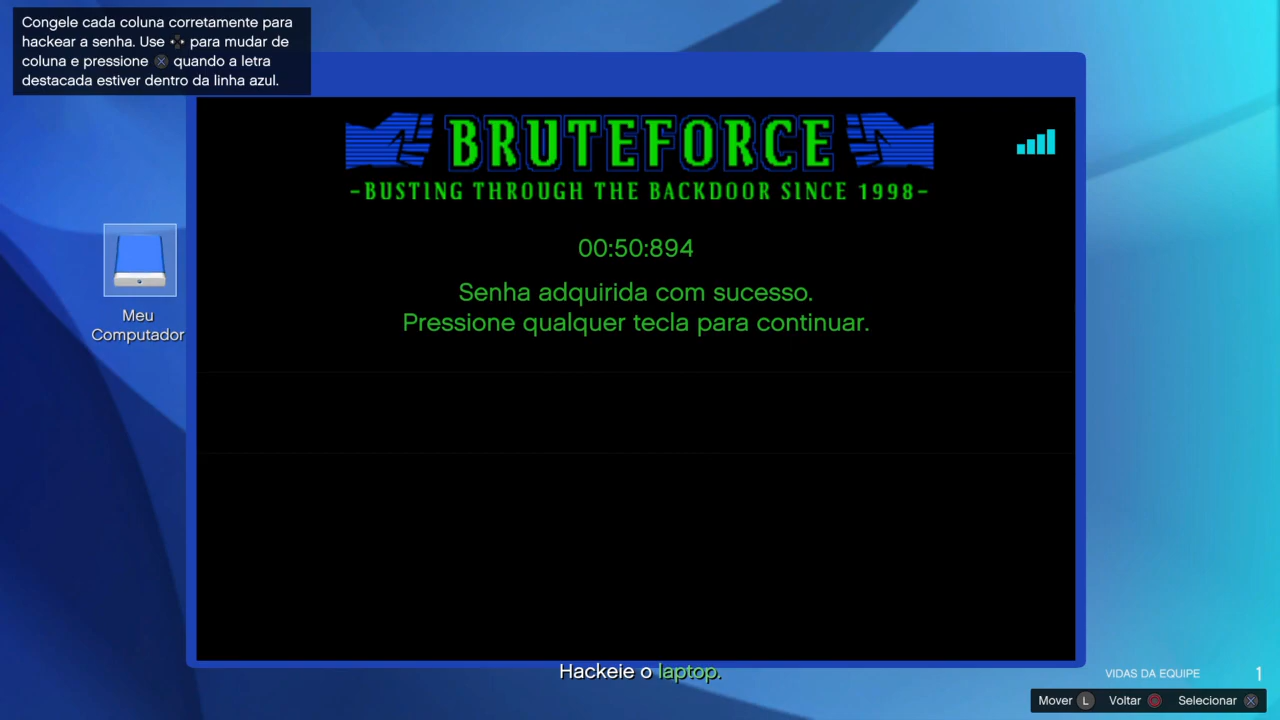 Congele cada coluna corretamente para
hackear a senha. Use para mudar de
coluna e pressione quando a letra
destacada estiver dentro da linha azul.
BRUTEFORCE
-BUSTING THROUGH THE BACKDOOR SINCE 1998-
00:50:894
Senha adquirida com sucesso.
Pressione qualquer tecla para continuar.
Meu
Computador
Hackeie o laptop.
VIDAS DA EQUIPE 1
Mover L Voltar Selecionar